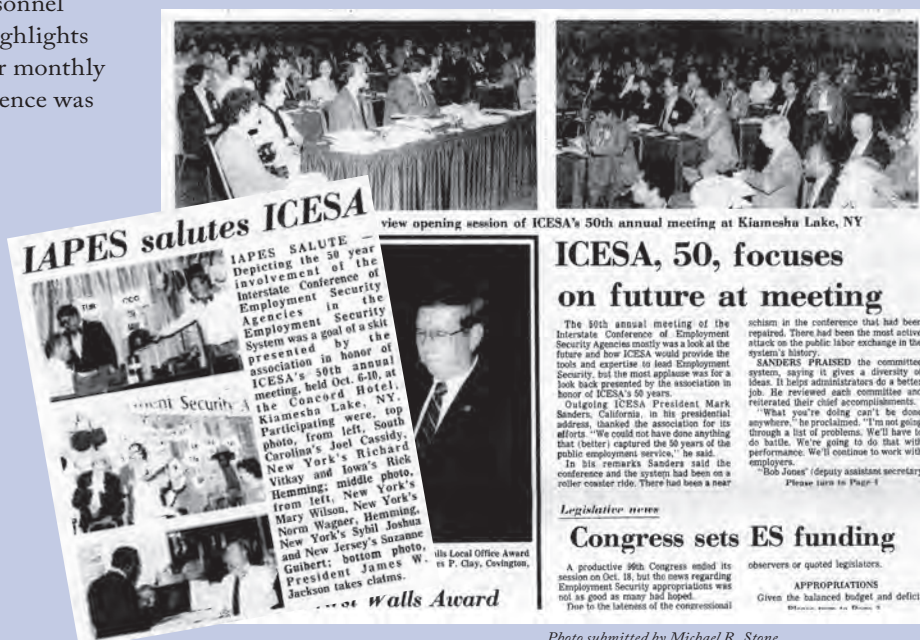 sonnel
ghlights
r monthly
ence was
view opening session of ICESA's 50th annual meeting at Kiamesha Lake, NY
IAPES salutes ICESA
IAPES SALUTE —
Depicting the 50 year
involvement of the
Interstate Conference of
Employment Security
Agencies in the
Employment Security
System was a goal of a skit
presented by the
association in honor of
ICESA's 50th annual
meeting, held Oct. 6-10, at
the Concord Hotel,
Kiamesha Lake, NY.
Participating were, top
photo, from left, South
Carolina's Joel Cassidy,
New York's Richard
Vitkay and Iowa's Rick
Hemming; middle photo,
from left, New York's
Mary Wilson, New York's
Norm Wagner, Hemming,
New York's Sybil Joshua
and New Jersey's Suzanne
Guibert; bottom photo,
President James W.
Jackson takes claims.
Security
lls Local Office Award
es P. Clay, Covington,
Walls Award
ICESA, 50, focuses
on future at meeting
The 50th annual meeting of the
Interstate Conference of Employment
Security Agencies mostly was a look at the
future and how ICESA would provide the
tools and expertise to lead Employment
Security, but the most applause was for a
look back presented by the association in
honor of ICESA's 50 years.
Outgoing ICESA President Mark
Sanders, California, in his presidential
address, thanked the association for its
efforts. "We could not have done anything
that (better) captured the 50 years of the
public employment service," he said.
In his remarks Sanders said the
conference and the system had been on a
roller coaster ride. There had been a near
schism in the conference that had been
repaired. There had been the most active
attack on the public labor exchange in the
system's history.
SANDERS PRAISED the committee
system, saying it gives a diversity of
ideas. It helps administrators do a better
job. He reviewed each committee and
reiterated their chief accomplishments.
"What you're doing can't be done
anywhere," he proclaimed. "I'm not going
through a list of problems. We'll have to
do battle. We're going to do that with
performance. We'll continue to work with
employers.
"Bob Jones" (deputy assistant secretary
Please turn to Page 4
Legislative news
Congress sets ES funding
A productive 99th Congress ended its
session on Oct. 18, but the news regarding
Employment Security appropriations was
not as good as many had hoped.
Due to the lateness of the congressional
observers or quoted legislators.
APPROPRIATIONS
Given the balanced budget and deficit
Please turn to Page
Photo submitted by Michael R. Stone